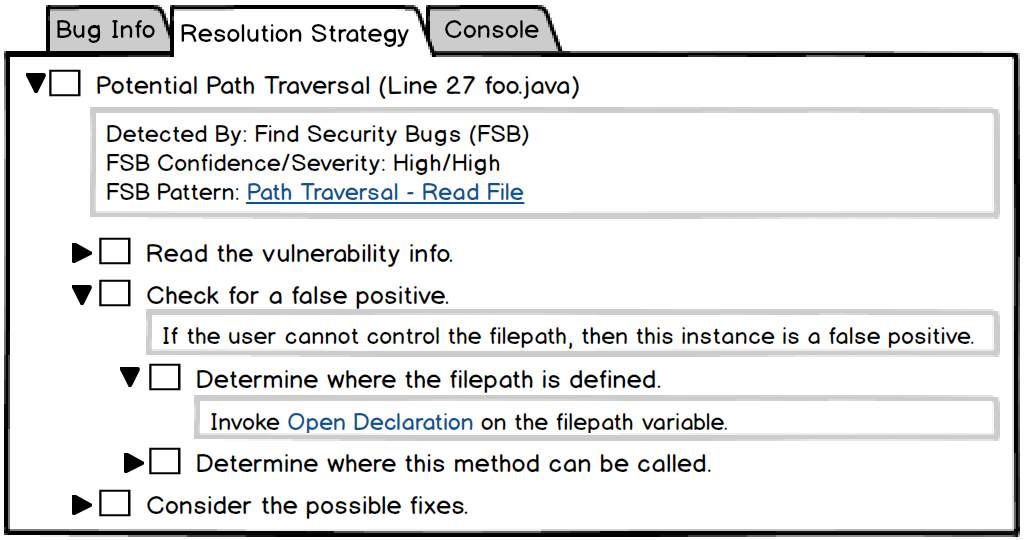 Bug Info
Resolution Strategy
Console
Potential Path Traversal (Line 27 foo.java)
Detected By: Find Security Bugs (FSB)
FSB Confidence/Severity: High/High
FSB Pattern: Path Traversal - Read File
Read the vulnerability info.
Check for a false positive.
If the user cannot control the filepath, then this instance is a false positive.
Determine where the filepath is defined.
Invoke Open Declaration on the filepath variable.
Determine where this method can be called.
Consider the possible fixes.